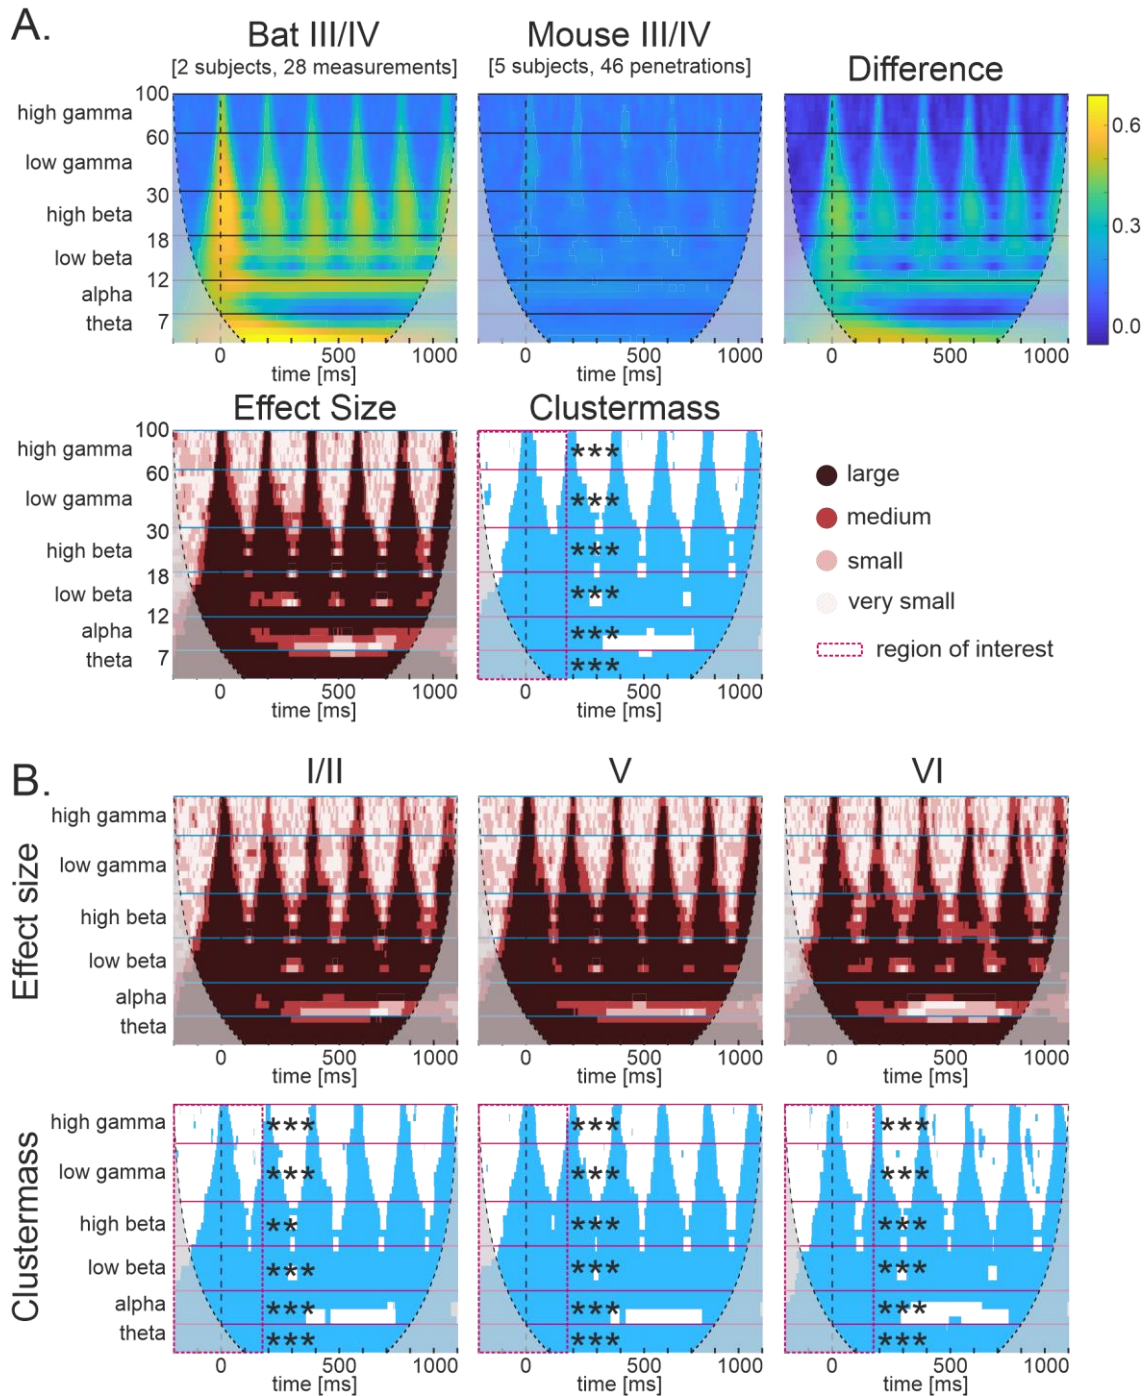 A.
Bat III/IV
[2 subjects, 28 measurements]
Mouse III/IV
[5 subjects, 46 penetrations]
Difference
high gamma
low gamma
high beta
low beta
alpha
theta
100
60
30
18
12
7
0 500 1000
time [ms]
0 500 1000
time [ms]
0 500 1000
time [ms]
0.6
0.3
0.0
Effect Size
Clustermass
high gamma
low gamma
high beta
low beta
alpha
theta
100
60
30
18
12
7
***
***
***
***
***
***
0 500 1000
time [ms]
0 500 1000
time [ms]
large
medium
small
very small
region of interest
B.
I/II
V
VI
Effect size
high gamma
low gamma
high beta
low beta
alpha
theta
0 500 1000
time [ms]
0 500 1000
time [ms]
0 500 1000
time [ms]
Clustermass
high gamma
low gamma
high beta
low beta
alpha
theta
*** *** ***
*** *** ***
** *** ***
*** *** ***
*** *** ***
*** *** ***
0 500 1000
time [ms]
0 500 1000
time [ms]
0 500 1000
time [ms]